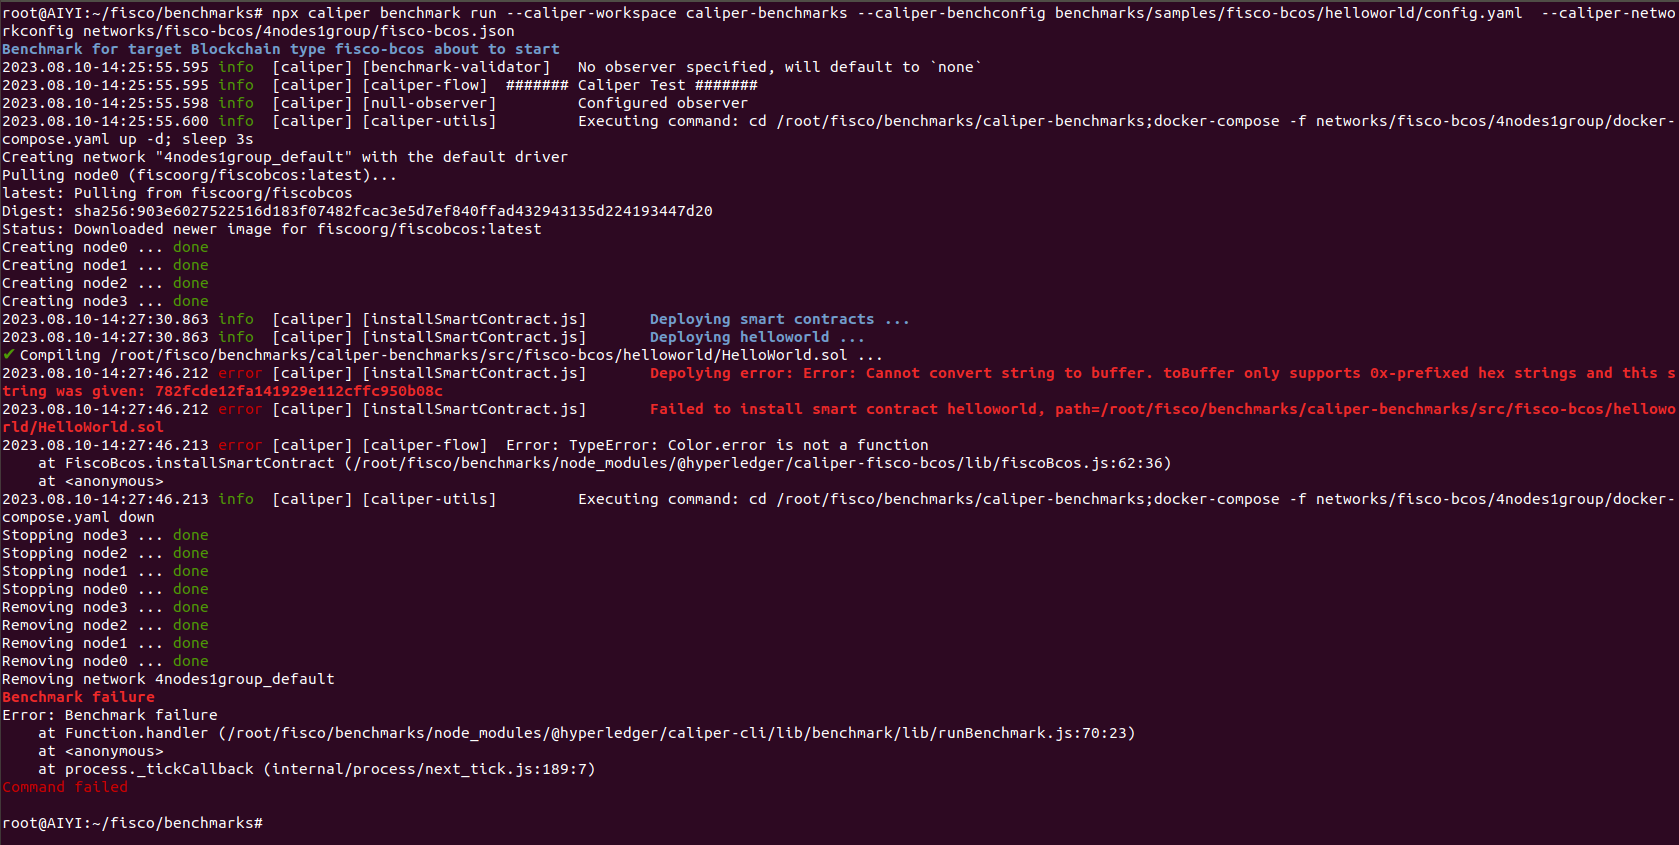 root@AIYI:~/fisco/benchmarks# npx caliper benchmark run --caliper-workspace caliper-benchmarks --caliper-benchconfig benchmarks/samples/fisco-bcos/helloworld/config.yaml  --caliper-netwo
rkconfig networks/fisco-bcos/4nodes1group/fisco-bcos.json
Benchmark for target Blockchain type fisco-bcos about to start
2023.08.10-14:25:55.595 info  [caliper] [benchmark-validator]   No observer specified, will default to `none`
2023.08.10-14:25:55.595 info  [caliper] [caliper-flow]  ####### Caliper Test #######
2023.08.10-14:25:55.598 info  [caliper] [null-observer]         Configured observer
2023.08.10-14:25:55.600 info  [caliper] [caliper-utils]         Executing command: cd /root/fisco/benchmarks/caliper-benchmarks;docker-compose -f networks/fisco-bcos/4nodes1group/docker-
compose.yaml up -d; sleep 3s
Creating network "4nodes1group_default" with the default driver
Pulling node0 (fiscoorg/fiscobcos:latest)...
latest: Pulling from fiscoorg/fiscobcos
Digest: sha256:903e6027522516d183f07482fcac3e5d7ef840ffad432943135d224193447d20
Status: Downloaded newer image for fiscoorg/fiscobcos:latest
Creating node0 ... done
Creating node1 ... done
Creating node2 ... done
Creating node3 ... done
2023.08.10-14:27:30.863 info  [caliper] [installSmartContract.js]       Deploying smart contracts ...
2023.08.10-14:27:30.863 info  [caliper] [installSmartContract.js]       Deploying helloworld ...
✔ Compiling /root/fisco/benchmarks/caliper-benchmarks/src/fisco-bcos/helloworld/HelloWorld.sol ...
2023.08.10-14:27:46.212 error [caliper] [installSmartContract.js]       Depolying error: Error: Cannot convert string to buffer. toBuffer only supports 0x-prefixed hex strings and this s
tring was given: 782fcde12fa141929e112cffc950b08c
2023.08.10-14:27:46.212 error [caliper] [installSmartContract.js]       Failed to install smart contract helloworld, path=/root/fisco/benchmarks/caliper-benchmarks/src/fisco-bcos/hellowo
rld/HelloWorld.sol
2023.08.10-14:27:46.213 error [caliper] [caliper-flow]  Error: TypeError: Color.error is not a function
    at FiscoBcos.installSmartContract (/root/fisco/benchmarks/node_modules/@hyperledger/caliper-fisco-bcos/lib/fiscoBcos.js:62:36)
    at <anonymous>
2023.08.10-14:27:46.213 info  [caliper] [caliper-utils]         Executing command: cd /root/fisco/benchmarks/caliper-benchmarks;docker-compose -f networks/fisco-bcos/4nodes1group/docker-
compose.yaml down
Stopping node3 ... done
Stopping node2 ... done
Stopping node1 ... done
Stopping node0 ... done
Removing node3 ... done
Removing node2 ... done
Removing node1 ... done
Removing node0 ... done
Removing network 4nodes1group_default
Benchmark failure
Error: Benchmark failure
    at Function.handler (/root/fisco/benchmarks/node_modules/@hyperledger/caliper-cli/lib/benchmark/lib/runBenchmark.js:70:23)
    at <anonymous>
    at process._tickCallback (internal/process/next_tick.js:189:7)
Command failed
root@AIYI:~/fisco/benchmarks#